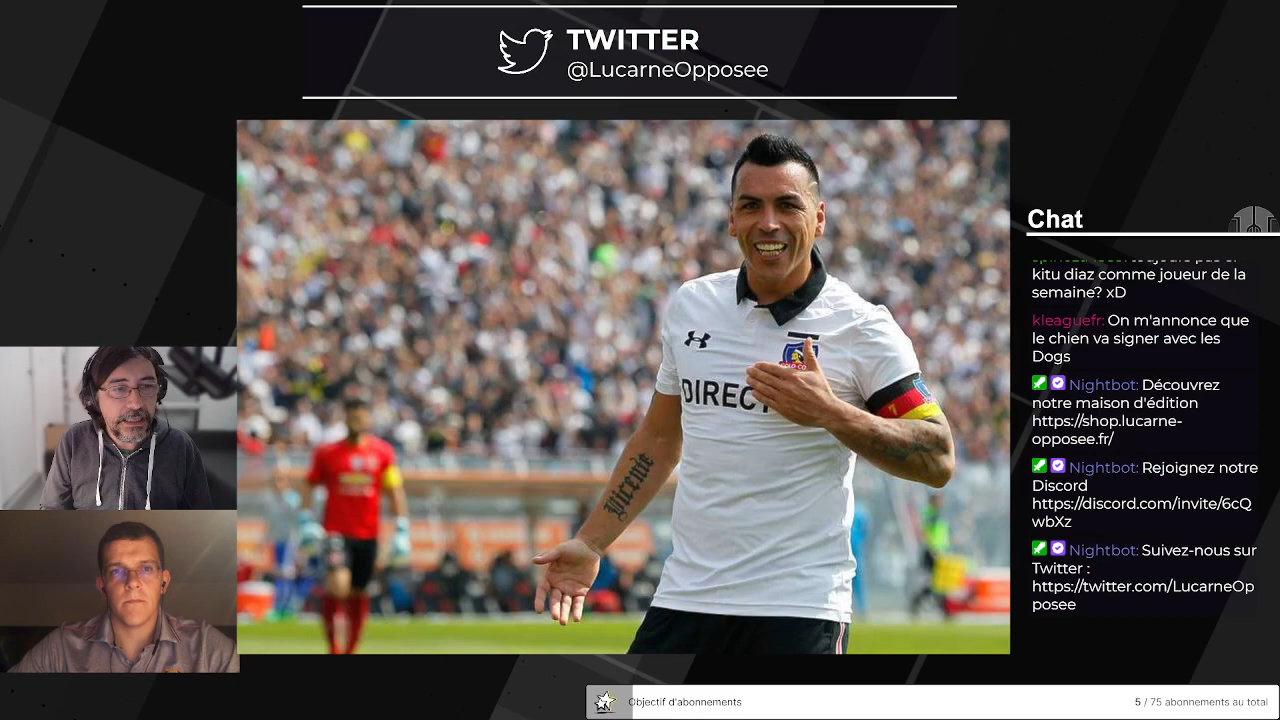 TWITTER
@LucarneOpposee
Chat
kitu diaz comme joueur de la
semaine? xD
kleaguefr: On m'annonce que
le chien va signer avec les
Dogs
Nightbot: Découvrez
notre maison d'édition
https://shop.lucarne-
opposee.fr/
Nightbot: Rejoignez notre
Discord
https://discord.com/invite/6cQ
wbXz
Nightbot: Suivez-nous sur
Twitter :
https://twitter.com/LucarneOp
posee
DIRECT
Vicente
Objectif d'abonnements
5 / 75 abonnements au total